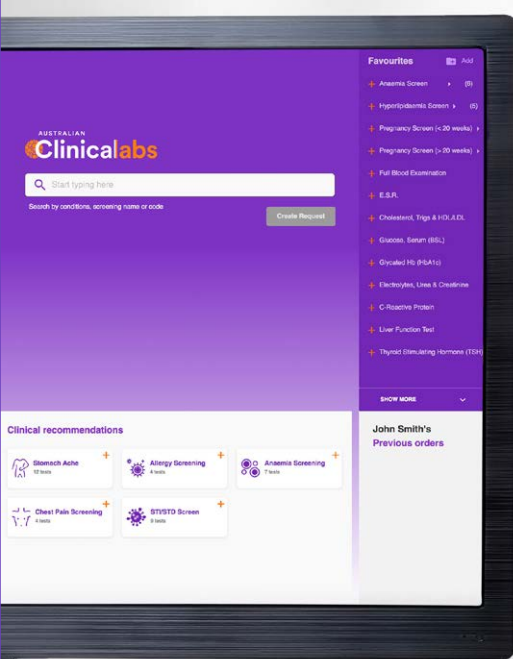 AUSTRALIAN
Clinicalabs
Start typing here
Search by conditions, screening name or code
Create Request
Favourites
Add
Anaemia Screen (6)
Hyperlipidaemia Screen (5)
Pregnancy Screen (< 20 weeks)
Pregnancy Screen (> 20 weeks)
Full Blood Examination
E.S.R.
Cholesterol, Trigs & HDL/LDL
Glucose, Serum (BSL)
Glycated Hb (HbA1c)
Electrolytes, Urea & Creatinine
C-Reactive Protein
Liver Function Test
Thyroid Stimulating Hormone (TSH)
SHOW MORE
Clinical recommendations
Stomach Ache
12 tests
Allergy Screening
4 tests
Anaemia Screening
7 tests
Chest Pain Screening
4 tests
STI/STD Screen
John Smith's
Previous orders